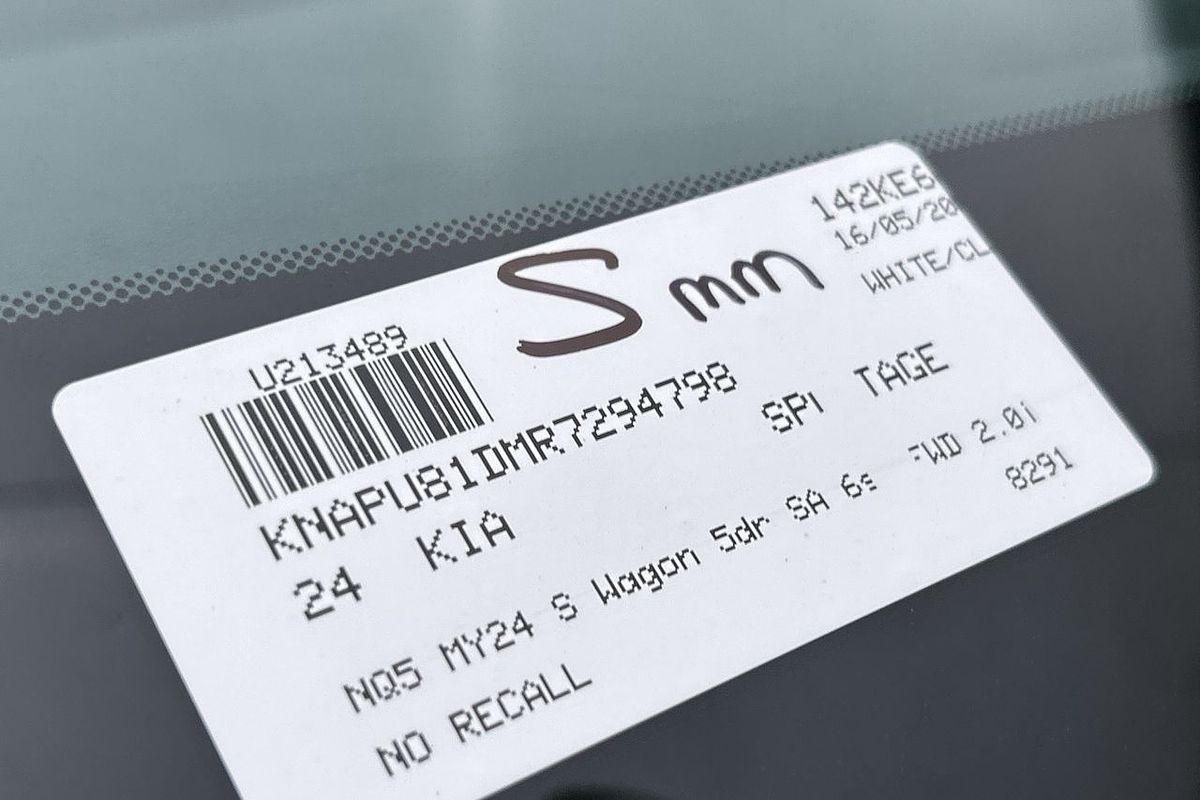 142KE6
16/05/20
WHITE/CL
S mm
U213489
KNAPU81DMR7294798
24 KIA SPı TAGE
NQ5 MY24 S Wagon 5dr SA 6s FWD 2.0i
NO RECALL 8291